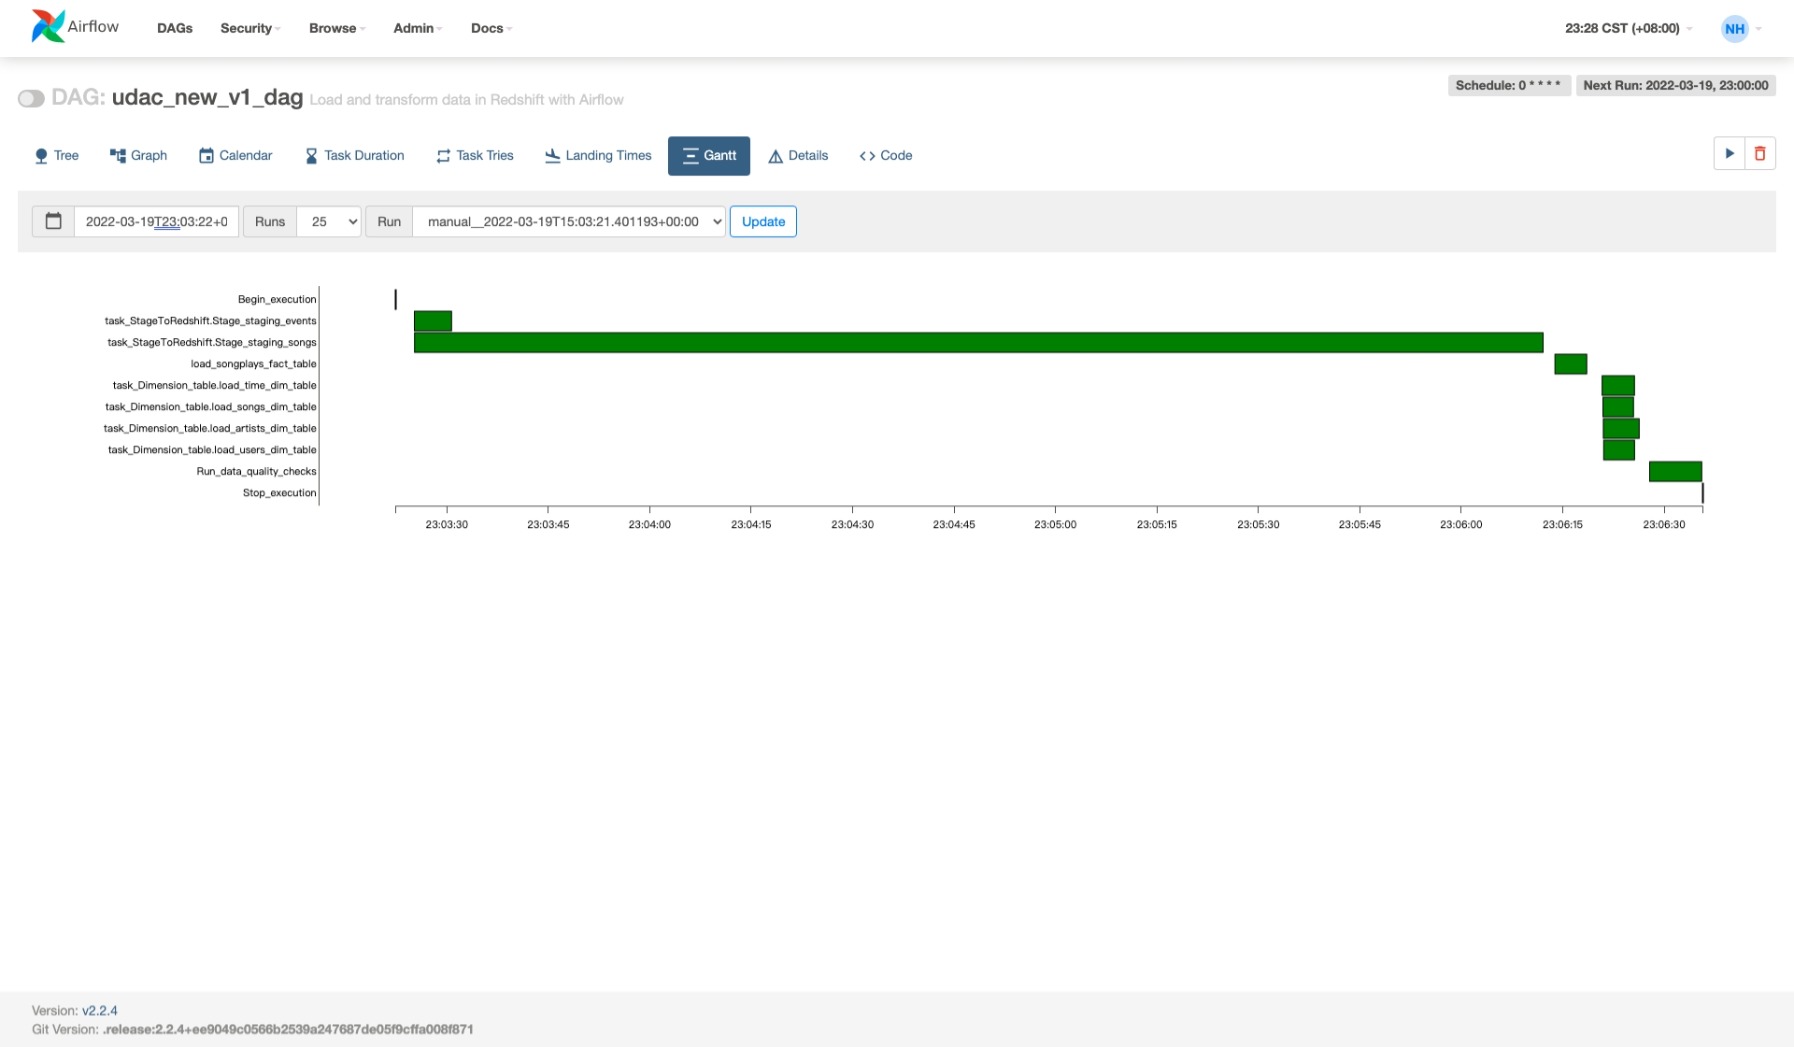 Airflow DAGs Security Browse Admin Docs 23:28 CST (+08:00) NH
DAG: udac_new_v1_dag Load and transform data in Redshift with Airflow Schedule: 0 * * * * Next Run: 2022-03-19, 23:00:00
Tree Graph Calendar Task Duration Task Tries Landing Times Gantt Details <> Code
2022-03-19T23:03:22+0 Runs 25 Run manual__2022-03-19T15:03:21.401193+00:00 Update
Begin_execution
task_StageToRedshift.Stage_staging_events
task_StageToRedshift.Stage_staging_songs
load_songplays_fact_table
task_Dimension_table.load_time_dim_table
task_Dimension_table.load_songs_dim_table
task_Dimension_table.load_artists_dim_table
task_Dimension_table.load_users_dim_table
Run_data_quality_checks
Stop_execution
23:03:30 23:03:45 23:04:00 23:04:15 23:04:30 23:04:45 23:05:00 23:05:15 23:05:30 23:05:45 23:06:00 23:06:15 23:06:30
Version: v2.2.4
Git Version: .release:2.2.4+ee9049c0566b2539a247687de05f9cffa008f871